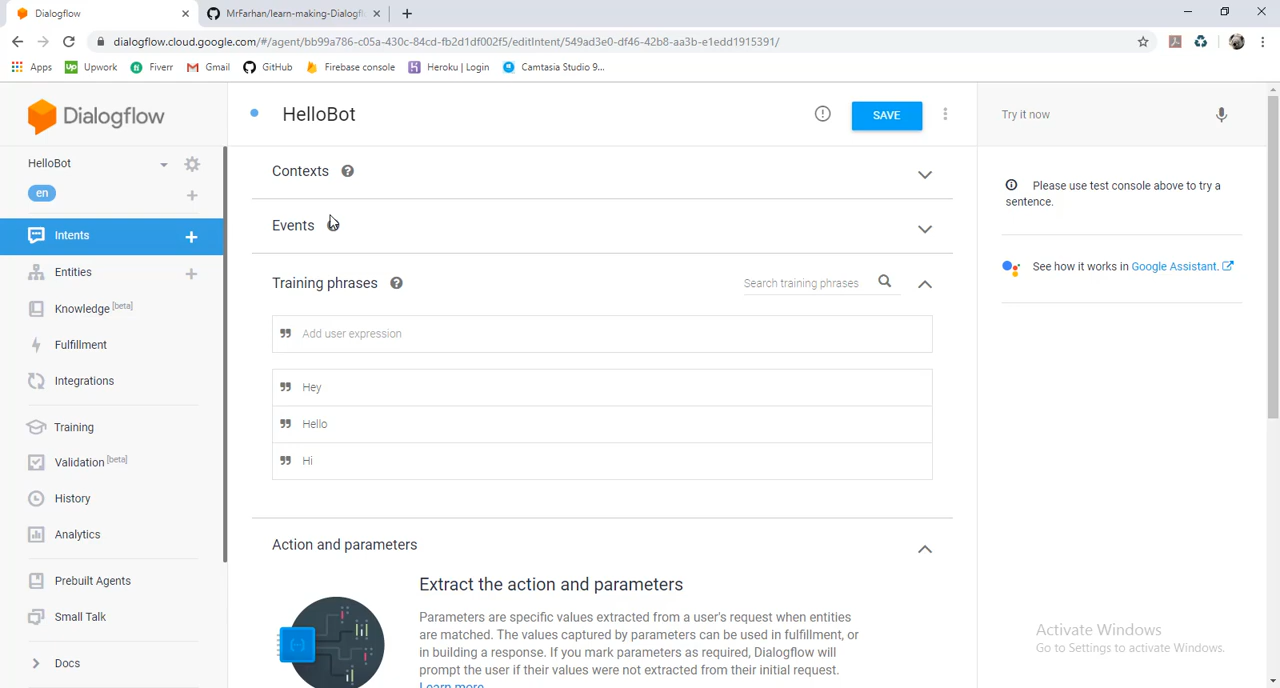 Dialogflow
MrFarhan/learn-making-Dialogfl
dialogflow.cloud.google.com/#/agent/bb99a786-c05a-430c-84cd-fb2d1df002f5/editIntent/549ad3e0-df46-42b8-aa3b-e1edd1915391/
Apps
Up Upwork
fi Fiverr
Gmail
GitHub
Firebase console
Heroku | Login
Camtasia Studio 9...
Dialogflow
HelloBot
en
Intents
Entities
Knowledge [beta]
Fulfillment
Integrations
Training
Validation [beta]
History
Analytics
Prebuilt Agents
Small Talk
Docs
HelloBot
SAVE
Contexts
Events
Training phrases
Search training phrases
Add user expression
Hey
Hello
Hi
Action and parameters
Extract the action and parameters
Parameters are specific values extracted from a user's request when entities
are matched. The values captured by parameters can be used in fulfillment, or
in building a response. If you mark parameters as required, Dialogflow will
prompt the user if their values were not extracted from their initial request.
Learn more
Try it now
Please use test console above to try a
sentence.
See how it works in Google Assistant.
Activate Windows
Go to Settings to activate Windows.